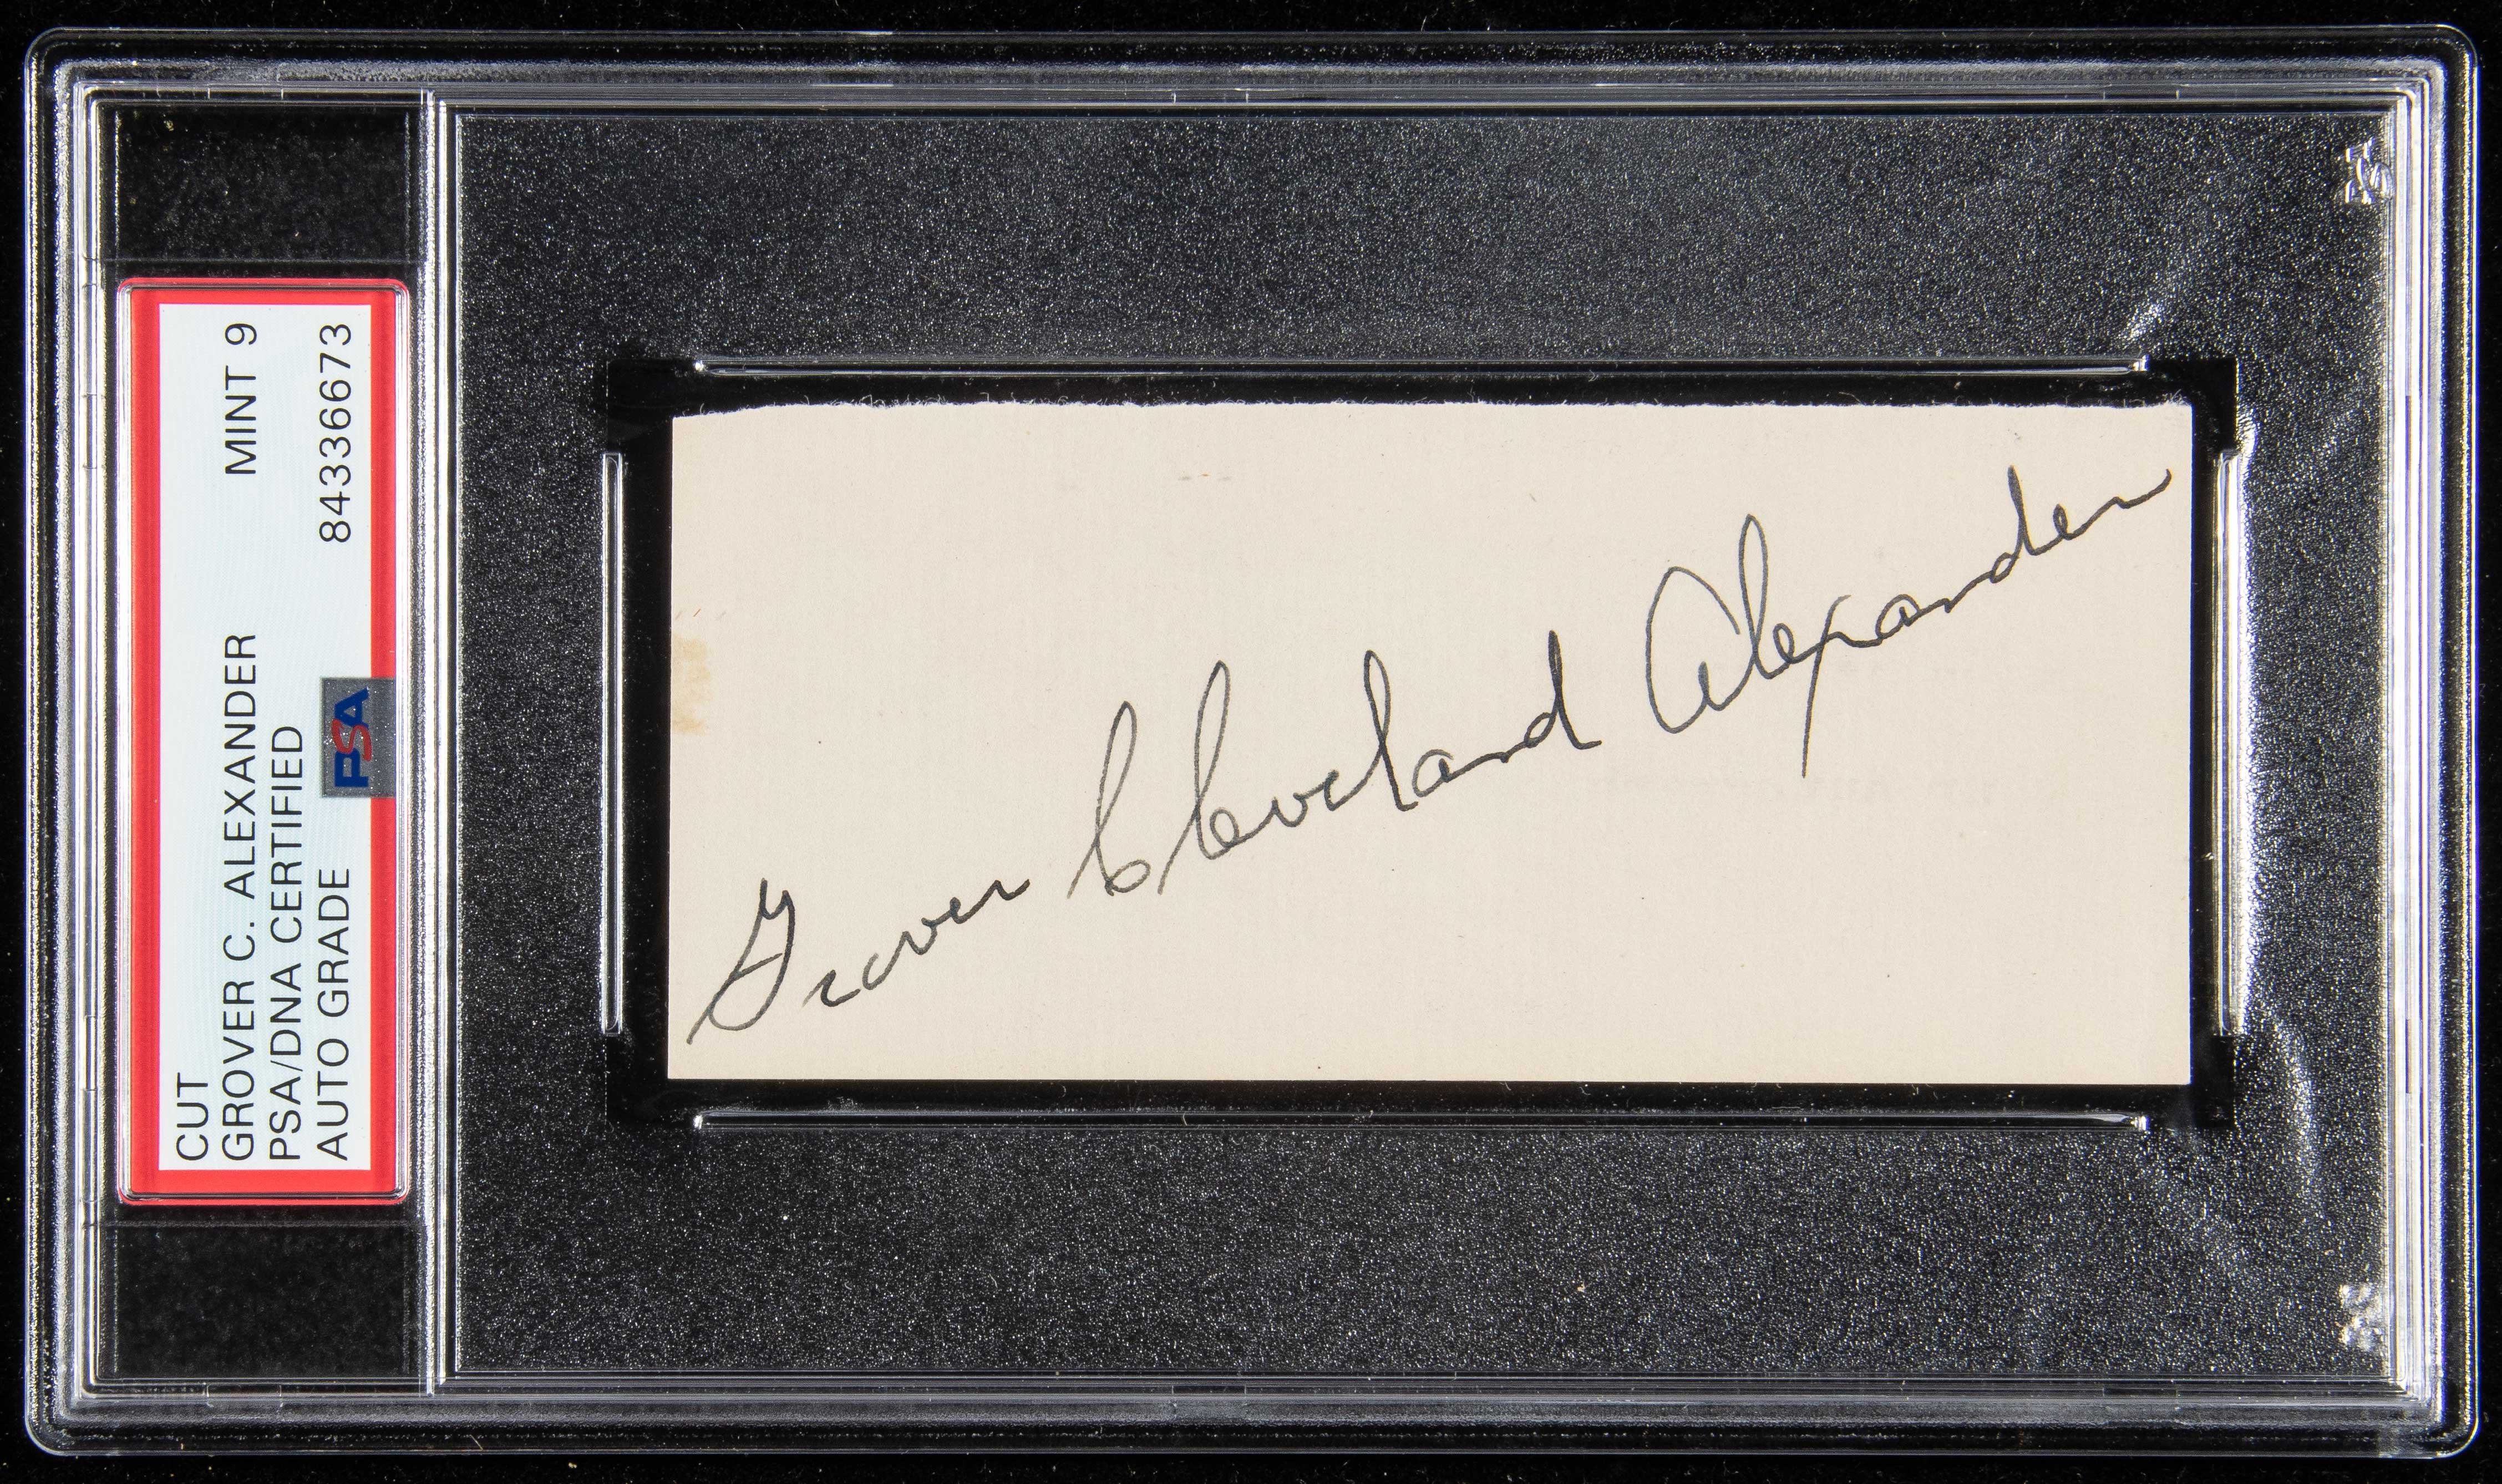 CUT
GROVER C. ALEXANDER MINT 9
PSA/DNA CERTIFIED
AUTO GRADE 84336673
PSA
Grover Cleveland Alexander